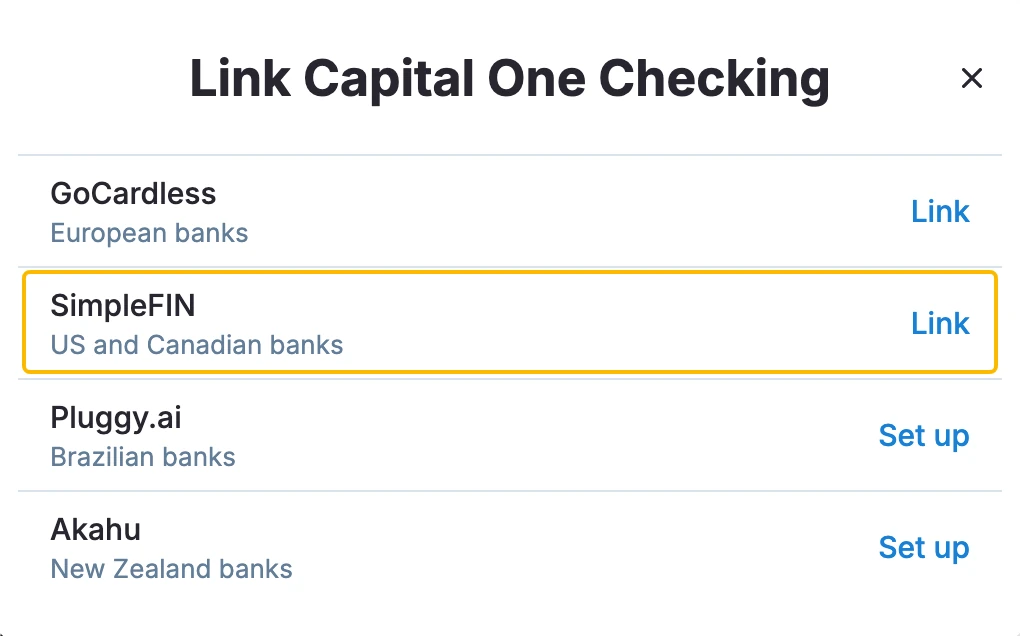 Link Capital One Checking
GoCardless
European banks
Link
SimpleFIN
US and Canadian banks
Link
Pluggy.ai
Brazilian banks
Set up
Akahu
New Zealand banks
Set up